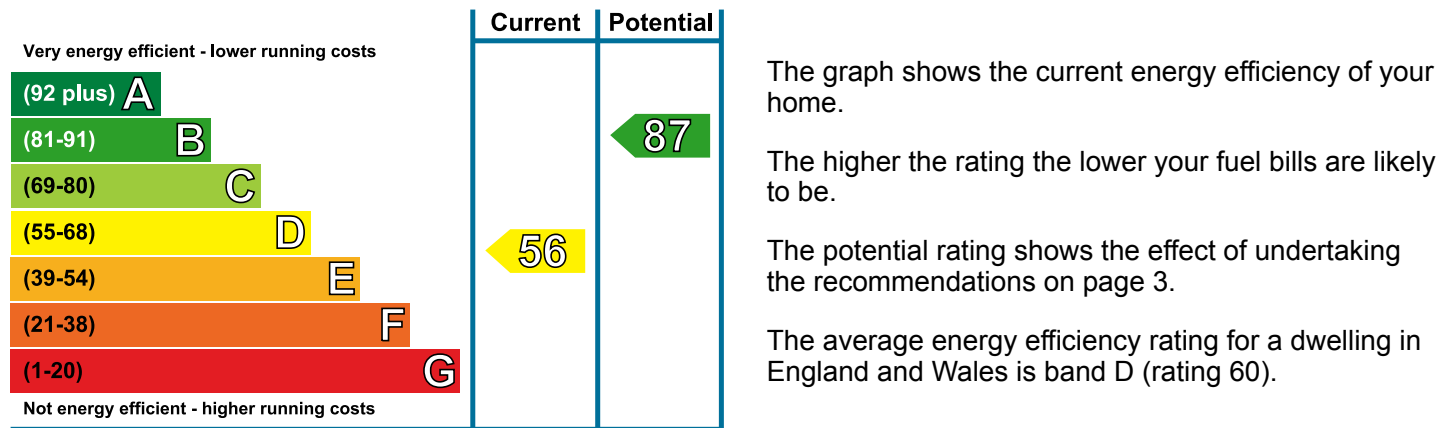 Current Potential
Very energy efficient - lower running costs
(92 plus) A
(81-91) B
87
(69-80) C
(55-68) D
56
(39-54) E
(21-38) F
(1-20) G
Not energy efficient - higher running costs
The graph shows the current energy efficiency of your
home.
The higher the rating the lower your fuel bills are likely
to be.
The potential rating shows the effect of undertaking
the recommendations on page 3.
The average energy efficiency rating for a dwelling in
England and Wales is band D (rating 60).